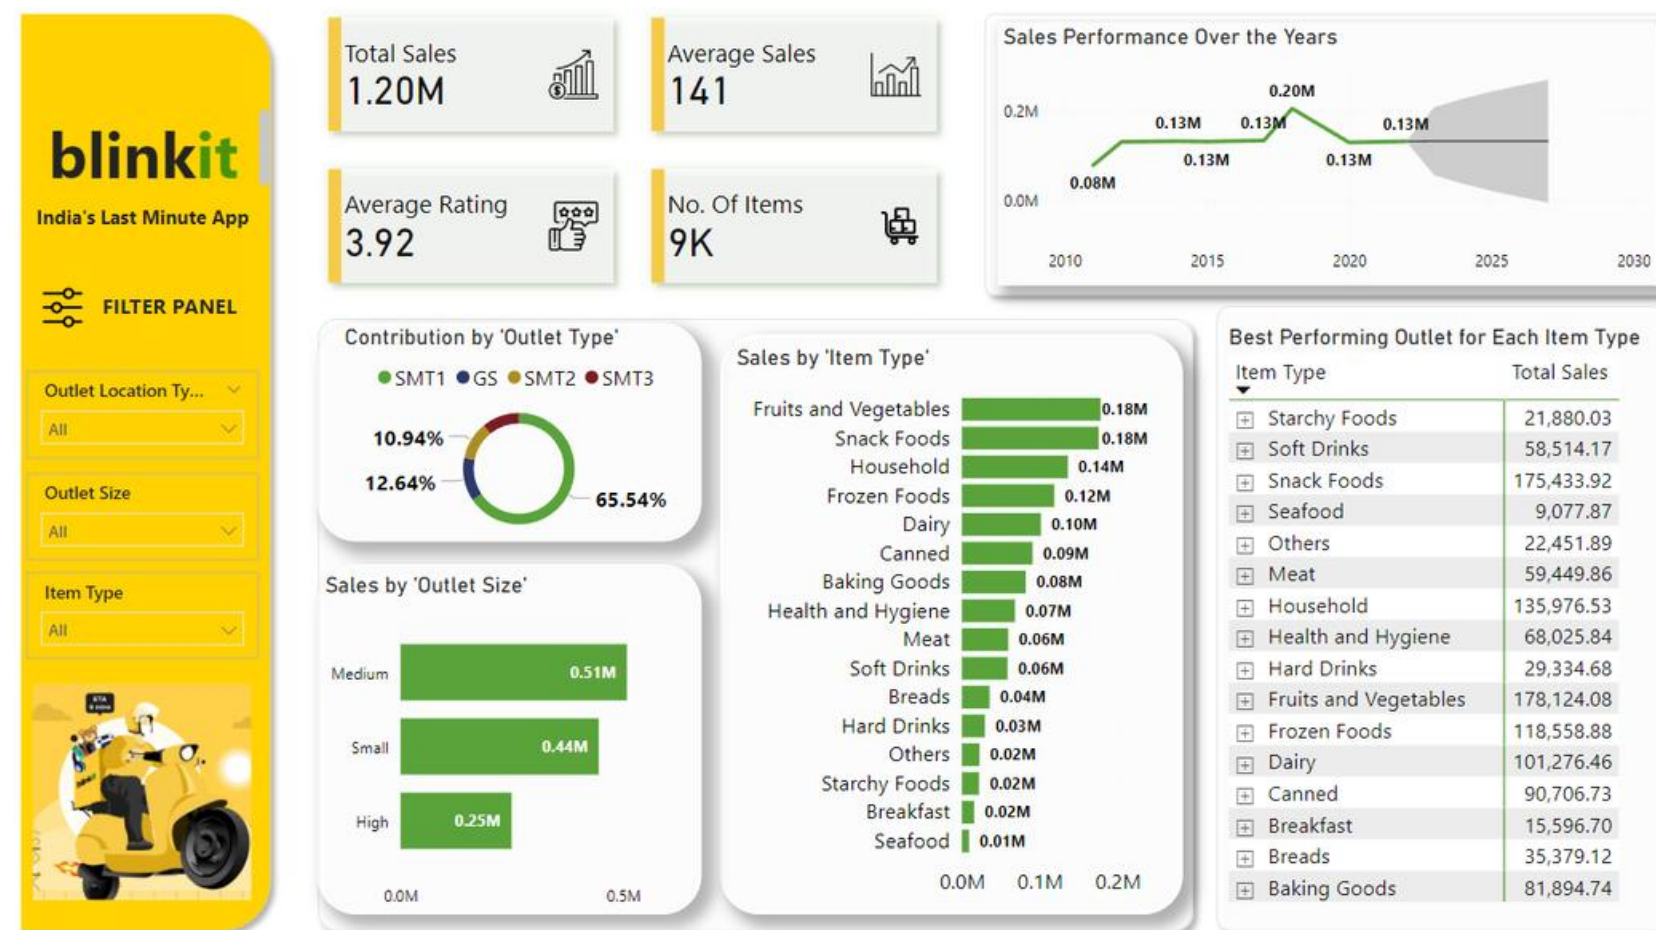 blinkit
India's Last Minute App
FILTER PANEL
Outlet Location Ty...
All
Outlet Size
All
Item Type
All
blinkit
Total Sales
1.20M
Average Sales
141
Average Rating
3.92
No. Of Items
9K
Sales Performance Over the Years
0.20M
0.2M
0.13M 0.13M 0.13M
0.13M 0.13M
0.08M
0.0M
2010 2015 2020 2025 2030
Contribution by 'Outlet Type'
SMT1 GS SMT2 SMT3
10.94%
12.64%
65.54%
Sales by 'Outlet Size'
Medium 0.51M
Small 0.44M
High 0.25M
0.0M 0.5M
Sales by 'Item Type'
Fruits and Vegetables 0.18M
Snack Foods 0.18M
Household 0.14M
Frozen Foods 0.12M
Dairy 0.10M
Canned 0.09M
Baking Goods 0.08M
Health and Hygiene 0.07M
Meat 0.06M
Soft Drinks 0.06M
Breads 0.04M
Hard Drinks 0.03M
Others 0.02M
Starchy Foods 0.02M
Breakfast 0.02M
Seafood 0.01M
0.0M 0.1M 0.2M
Best Performing Outlet for Each Item Type
Item Type Total Sales
Starchy Foods 21,880.03
Soft Drinks 58,514.17
Snack Foods 175,433.92
Seafood 9,077.87
Others 22,451.89
Meat 59,449.86
Household 135,976.53
Health and Hygiene 68,025.84
Hard Drinks 29,334.68
Fruits and Vegetables 178,124.08
Frozen Foods 118,558.88
Dairy 101,276.46
Canned 90,706.73
Breakfast 15,596.70
Breads 35,379.12
Baking Goods 81,894.74